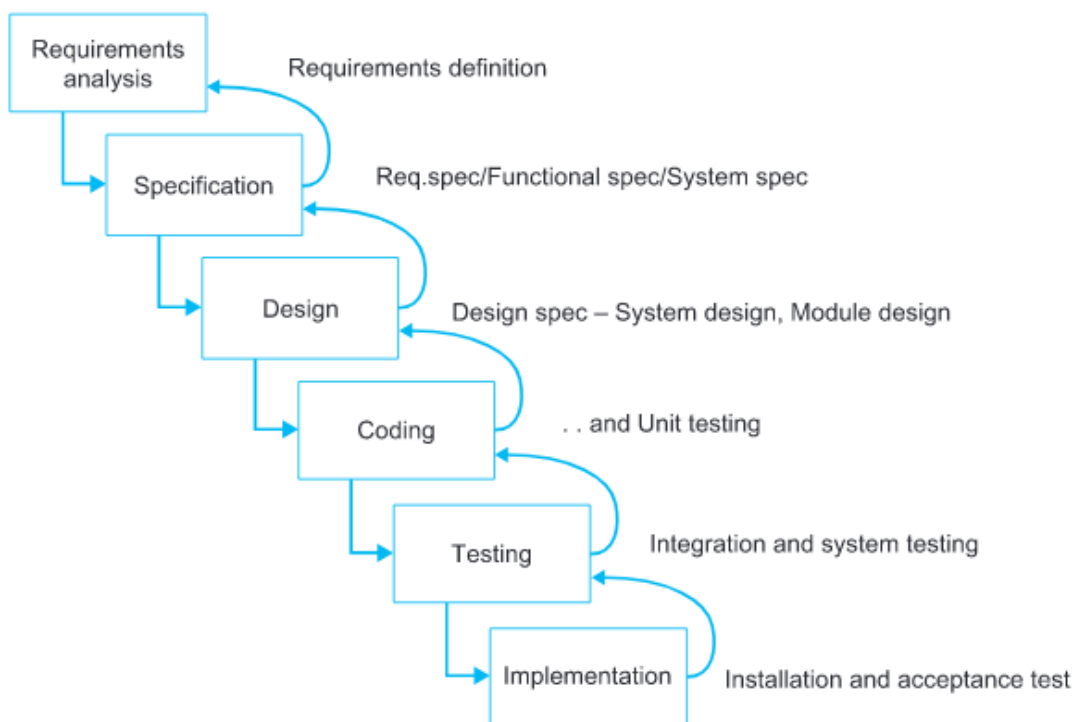 Requirements
analysis
Requirements definition
Specification
Req.spec/Functional spec/System spec
Design
Design spec – System design, Module design
Coding
. . and Unit testing
Testing
Integration and system testing
Implementation
Installation and acceptance test